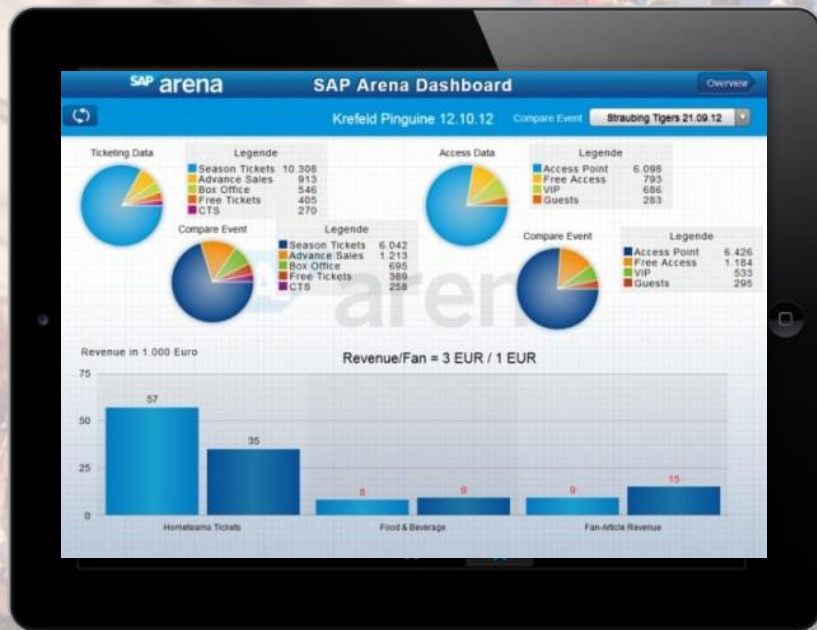 SAP arena
SAP Arena Dashboard
Overview
Krefeld Pinguine 12.10.12
Compare Event
Straubing Tigers 21.09.12
Ticketing Data
Legende
Season Tickets 10.308
Advance Sales 913
Box Office 546
Free Tickets 405
CTS 270
Access Data
Legende
Access Point 6.098
Free Access 793
VIP 686
Guests 283
Compare Event
Legende
Season Tickets 6.042
Advance Sales 1.213
Box Office 695
Free Tickets 389
CTS 258
Compare Event
Legende
Access Point 6.426
Free Access 1.184
VIP 533
Guests 295
aren
Revenue in 1.000 Euro
Revenue/Fan = 3 EUR / 1 EUR
75
50
25
0
57
35
8
9
9
15
Hometeams Tickets
Food & Beverage
Fan-Article Revenue